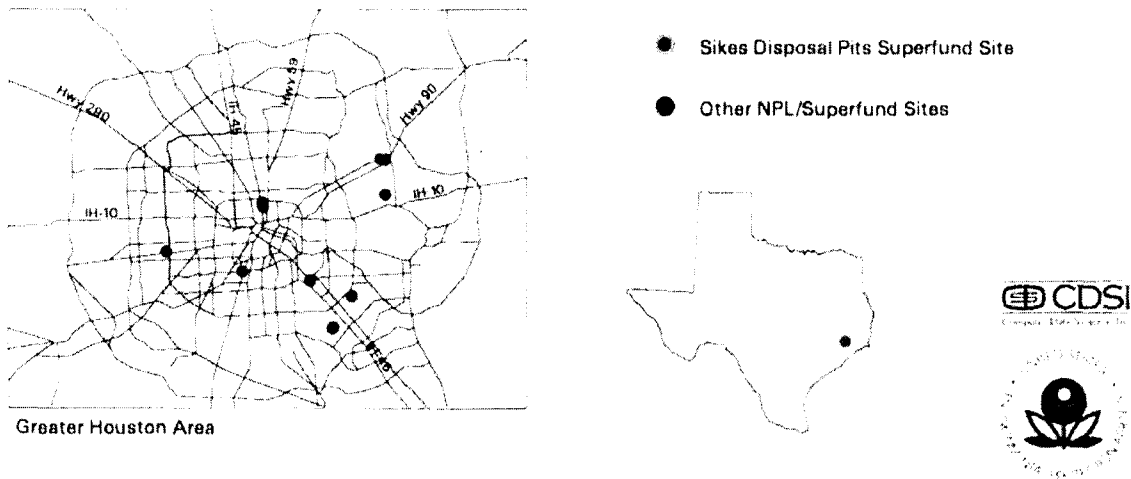 Sikes Disposal Pits Superfund Site
Other NPL/Superfund Sites
Hwy 290
IH-45
Hwy 59
Hwy 90
IH-10
IH-10
IH-45
Greater Houston Area
CDSI